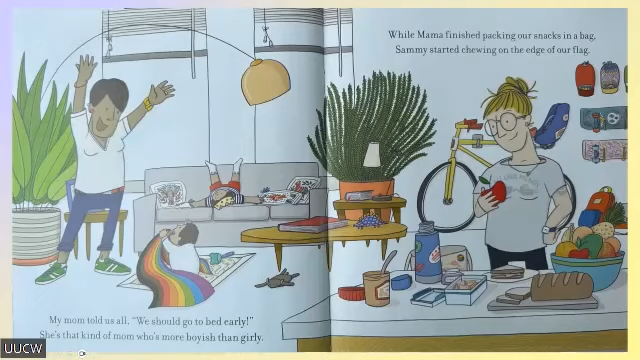 While Mama finished packing our snacks in a bag,
Sammy started chewing on the edge of our flag.
My mom told us all, "We should go to bed early!"
She's that kind of mom who's more boyish than girly.
UUCW